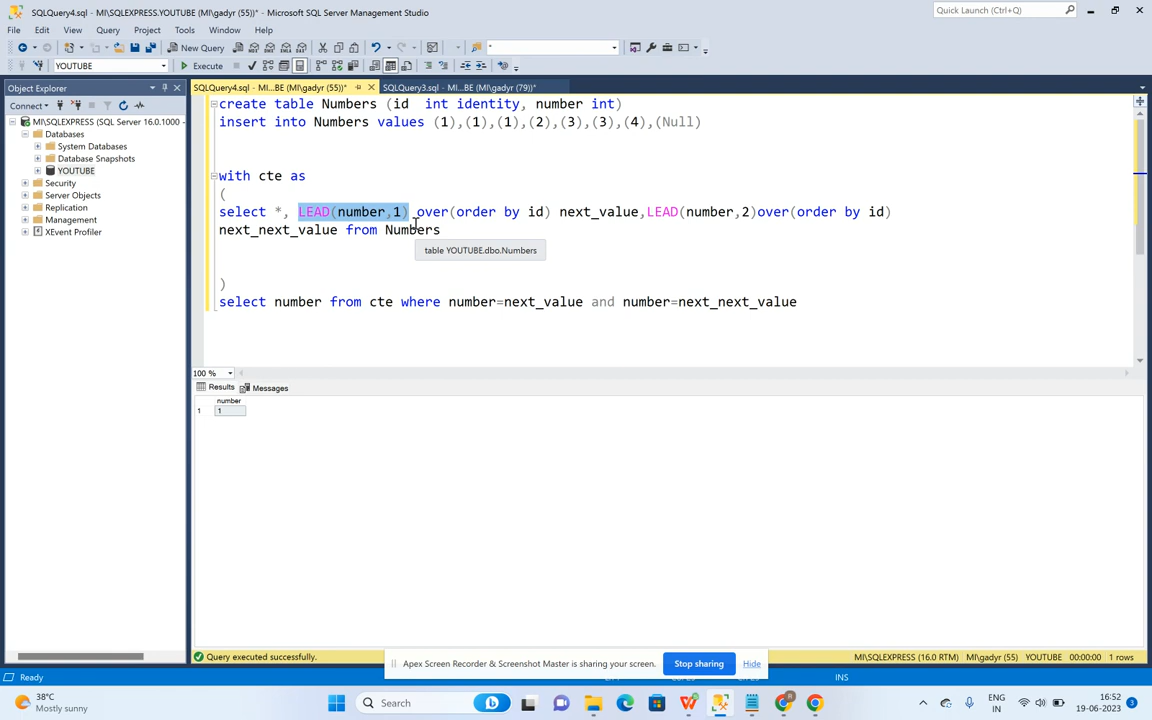 SQLQuery4.sql - MI\SQLEXPRESS.YOUTUBE (MI\gadyr (55))* - Microsoft SQL Server Management Studio
Quick Launch (Ctrl+Q)
File Edit View Query Project Tools Window Help
New Query
YOUTUBE
Execute
Object Explorer
SQLQuery4.sql - MI...BE (MI\gadyr (55))*
SQLQuery3.sql - MI...BE (MI\gadyr (79))*
Connect
MI\SQLEXPRESS (SQL Server 16.0.1000 -
Databases
System Databases
Database Snapshots
YOUTUBE
Security
Server Objects
Replication
Management
XEvent Profiler
create table Numbers (id  int identity, number int)
insert into Numbers values (1),(1),(1),(2),(3),(3),(4),(Null)
with cte as
(
select *, LEAD(number,1) over(order by id) next_value,LEAD(number,2)over(order by id)
next_next_value from Numbers
table YOUTUBE.dbo.Numbers
)
select number from cte where number=next_value and number=next_next_value
100 %
Results Messages
number
1 1
Query executed successfully.
MI\SQLEXPRESS (16.0 RTM) MI\gadyr (55) YOUTUBE 00:00:00 1 rows
Apex Screen Recorder & Screenshot Master is sharing your screen.
Stop sharing
Hide
Ready
INS
38°C
Mostly sunny
Search
ENG
IN
16:52
19-06-2023
3